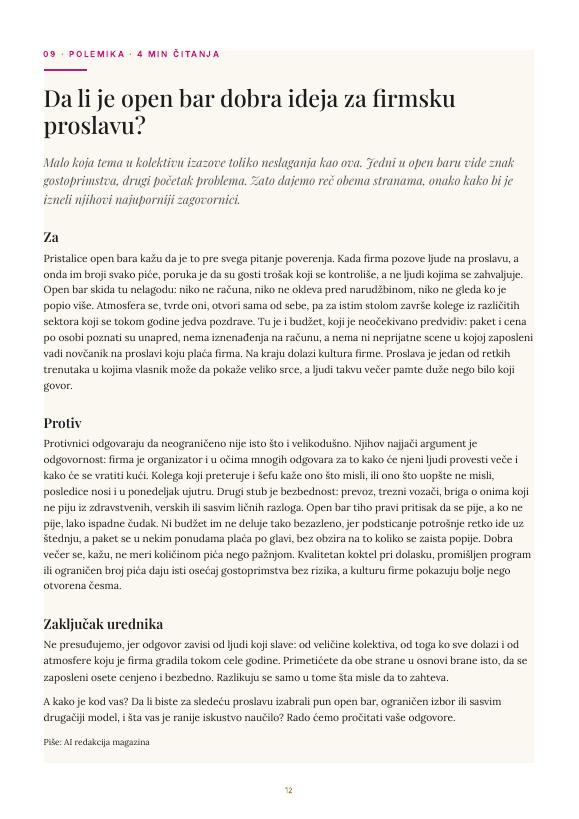 09 · POLEMIKA · 4 MIN ČITANJA
Da li je open bar dobra ideja za firmsku
proslavu?
Malo koja tema u kolektivu izazove toliko neslaganja kao ova. Jedni u open baru vide znak
gostoprimstva, drugi početak problema. Zato dajemo reč obema stranama, onako kako bi je
izneli njihovi najuporniji zagovornici.
Za
Pristalice open bara kažu da je to pre svega pitanje poverenja. Kada firma pozove ljude na proslavu, a
onda im broji svako piće, poruka je da su gosti trošak koji se kontroliše, a ne ljudi kojima se zahvaljuje.
Open bar skida tu nelagodu: niko ne računa, niko ne okleva pred narudžbinom, niko ne gleda ko je
popio više. Atmosfera se, tvrde oni, otvori sama od sebe, pa za istim stolom završe kolege iz različitih
sektora koji se tokom godine jedva pozdrave. Tu je i budžet, koji je neočekivano predvidiv: paket i cena
po osobi poznati su unapred, nema iznenađenja na računu, a nema ni neprijatne scene u kojoj zaposleni
vadi novčanik na proslavi koju plaća firma. Na kraju dolazi kultura firme. Proslava je jedan od retkih
trenutaka u kojima vlasnik može da pokaže veliko srce, a ljudi takvu večer pamte duže nego bilo koji
govor.
Protiv
Protivnici odgovaraju da neograničeno nije isto što i velikodušno. Njihov najjači argument je
odgovornost: firma je organizator i u očima mnogih odgovara za to kako će njeni ljudi provesti veče i
kako će se vratiti kući. Kolega koji preteruje i šefu kaže ono što misli, ili ono što uopšte ne misli,
posledice nosi i u ponedeljak ujutru. Drugi stub je bezbednost: prevoz, trezni vozači, briga o onima koji
ne piju iz zdravstvenih, verskih ili sasvim ličnih razloga. Open bar tiho pravi pritisak da se pije, a ko ne
pije, lako ispadne čudak. Ni budžet im ne deluje tako bezazleno, jer podsticanje potrošnje retko ide uz
štednju, a paket se u nekim ponudama plaća po glavi, bez obzira na to koliko se zaista popije. Dobra
večer se, kažu, ne meri količinom pića nego pažnjom. Kvalitetan koktel pri dolasku, promišljen program
ili ograničen broj pića daju isti osećaj gostoprimstva bez rizika, a kulturu firme pokazuju bolje nego
otvorena česma.
Zaključak urednika
Ne presuđujemo, jer odgovor zavisi od ljudi koji slave: od veličine kolektiva, od toga ko sve dolazi i od
atmosfere koju je firma gradila tokom cele godine. Primetićete da obe strane u osnovi brane isto, da se
zaposleni osete cenjeno i bezbedno. Razlikuju se samo u tome šta misle da to zahteva.
A kako je kod vas? Da li biste za sledeću proslavu izabrali pun open bar, ograničen izbor ili sasvim
drugačiji model, i šta vas je ranije iskustvo naučilo? Rado ćemo pročitati vaše odgovore.
Piše: AI redakcija magazina
12